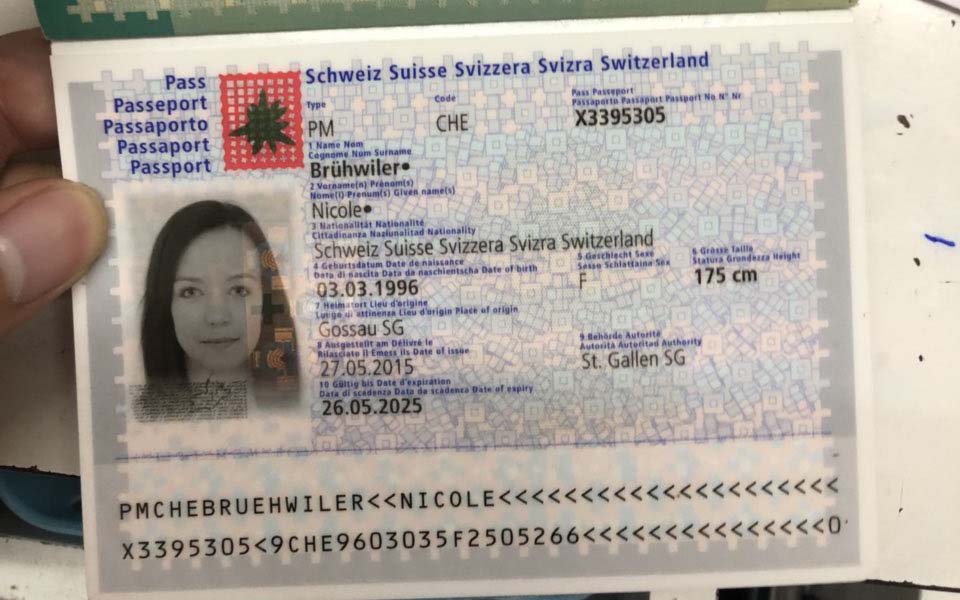 Pass
Passeport
Passaporto
Passaport
Passport
Schweiz Suisse Svizzera Svizra Switzerland
Type
Code
Pass Passeport
Passaporto Passaport Passport No N° Nr
PM
CHE
X3395305
1 Name Nom
Cognome Num Surname
Brühwiler•
2 Vorname(n) Prénom(s)
Nome(i) Prenum(s) Given name(s)
Nicole•
3 Nationalität Nationalité
Cittadinanza Naziunalitad Nationality
Schweiz Suisse Svizzera Svizra Switzerland
4 Geburtsdatum Date de naissance
Data di nascita Data da naschientscha Date of birth
03.03.1996
5 Geschlecht Sexe
Sesso Schlattaina Sex
F
6 Grösse Taille
Statura Grondezza Height
175 cm
7 Heimatort Lieu d'origine
Luogo di attinenza Lieu d'origin Place of origin
Gossau SG
8 Ausgestellt am Délivré le
Rilasciato il Emess ils Date of issue
27.05.2015
9 Behörde Autorité
Autorità Autoritad Authority
St. Gallen SG
10 Gültig bis Date d'expiration
Data di scadenza Data da scadenza Date of expiry
26.05.2025
PMCHEBRUEHWILER<<NICOLE<<<<<<<<<<<<<<<<<<<<<
X3395305<9CHE9603035F2505266<<<<<<<<<<<<<<<0